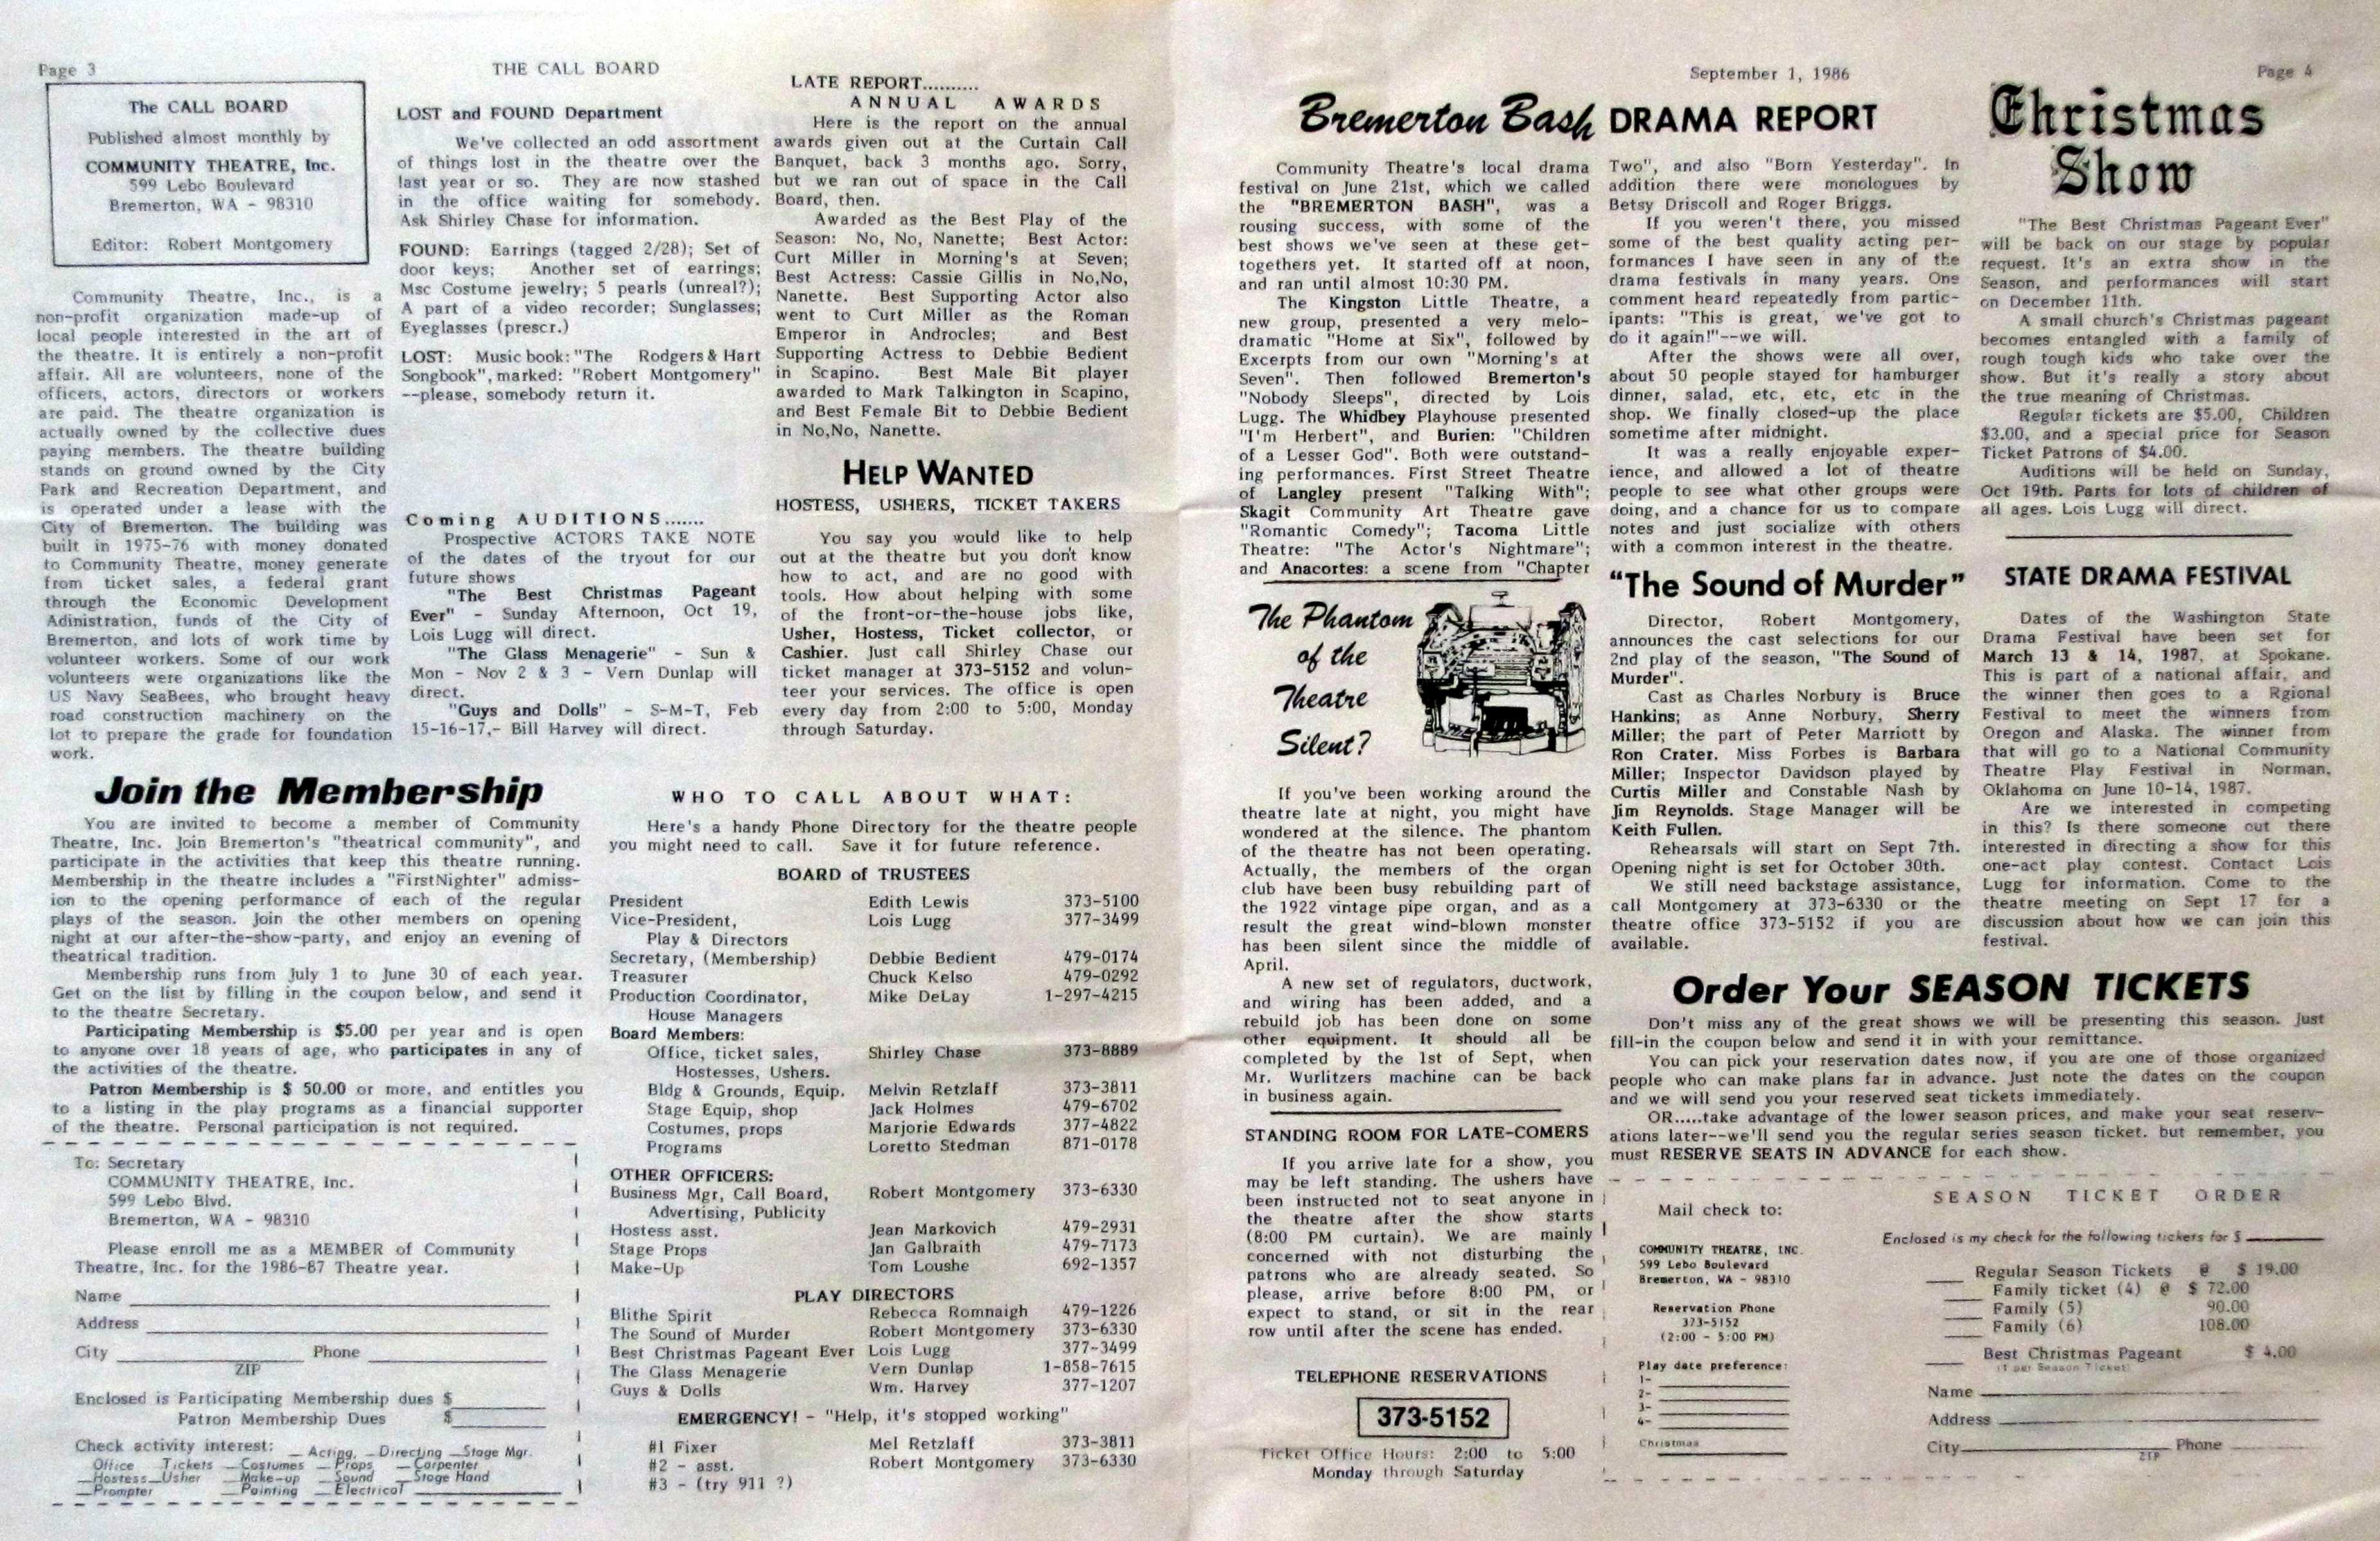 Page 3
THE CALL BOARD
The CALL BOARD
Published almost monthly by
COMMUNITY THEATRE, Inc.
599 Lebo Boulevard
Bremerton, WA - 98310
Editor: Robert Montgomery
Community Theatre, Inc., is a
non-profit organization made-up of
local people interested in the art of
the theatre. It is entirely a non-profit
affair. All are volunteers, none of the
officers, actors, directors or workers
are paid. The theatre organization is
actually owned by the collective dues
paying members. The theatre building
stands on ground owned by the City
Park and Recreation Department, and
is operated under a lease with the
City of Bremerton. The building was
built in 1975-76 with money donated
to Community Theatre, money generate
from ticket sales, a federal grant
through the Economic Development
Adinistration, funds of the City of
Bremerton, and lots of work time by
volunteer workers. Some of our work
volunteers were organizations like the
US Navy SeaBees, who brought heavy
road construction machinery on the
lot to prepare the grade for foundation
work.
LOST and FOUND Department
We've collected an odd assortment
of things lost in the theatre over the
last year or so. They are now stashed
in the office waiting for somebody.
Ask Shirley Chase for information.
FOUND: Earrings (tagged 2/28); Set of
door keys; Another set of earrings;
Msc Costume jewelry; 5 pearls (unreal?);
A part of a video recorder; Sunglasses;
Eyeglasses (prescr.)
LOST: Music book: "The Rodgers & Hart
Songbook", marked: "Robert Montgomery"
--please, somebody return it.
Coming AUDITIONS.......
Prospective ACTORS TAKE NOTE
of the dates of the tryout for our
future shows
"The Best Christmas Pageant
Ever" - Sunday Afternoon, Oct 19,
Lois Lugg will direct.
"The Glass Menagerie" - Sun &
Mon - Nov 2 & 3 - Vern Dunlap will
direct.
"Guys and Dolls" - S-M-T, Feb
15-16-17,- Bill Harvey will direct.
LATE REPORT..........
ANNUAL AWARDS
Here is the report on the annual
awards given out at the Curtain Call
Banquet, back 3 months ago. Sorry,
but we ran out of space in the Call
Board, then.
Awarded as the Best Play of the
Season: No, No, Nanette; Best Actor:
Curt Miller in Morning's at Seven;
Best Actress: Cassie Gillis in No,No,
Nanette. Best Supporting Actor also
went to Curt Miller as the Roman
Emperor in Androcles; and Best
Supporting Actress to Debbie Bedient
in Scapino. Best Male Bit player
awarded to Mark Talkington in Scapino,
and Best Female Bit to Debbie Bedient
in No,No, Nanette.
HELP WANTED
HOSTESS, USHERS, TICKET TAKERS
You say you would like to help
out at the theatre but you don't know
how to act, and are no good with
tools. How about helping with some
of the front-or-the-house jobs like,
Usher, Hostess, Ticket collector, or
Cashier. Just call Shirley Chase our
ticket manager at 373-5152 and volun-
teer your services. The office is open
every day from 2:00 to 5:00, Monday
through Saturday.
Join the Membership
You are invited to become a member of Community
Theatre, Inc. Join Bremerton's "theatrical community", and
participate in the activities that keep this theatre running.
Membership in the theatre includes a "FirstNighter" admiss-
ion to the opening performance of each of the regular
plays of the season. Join the other members on opening
night at our after-the-show-party, and enjoy an evening of
theatrical tradition.
Membership runs from July 1 to June 30 of each year.
Get on the list by filling in the coupon below, and send it
to the theatre Secretary.
Participating Membership is $5.00 per year and is open
to anyone over 18 years of age, who participates in any of
the activities of the theatre.
Patron Membership is $ 50.00 or more, and entitles you
to a listing in the play programs as a financial supporter
of the theatre. Personal participation is not required.
To: Secretary
COMMUNITY THEATRE, Inc.
599 Lebo Blvd.
Bremerton, WA - 98310
Please enroll me as a MEMBER of Community
Theatre, Inc. for the 1986-87 Theatre year.
Name
Address
City Phone
ZIP
Enclosed is Participating Membership dues $
Patron Membership Dues $
Check activity interest: Acting, Directing Stage Mgr.
Office Tickets Costumes Props Carpenter
Hostess Usher Make-up Sound Stage Hand
Prompter Painting Electrical
WHO TO CALL ABOUT WHAT:
Here's a handy Phone Directory for the theatre people
you might need to call. Save it for future reference.
BOARD of TRUSTEES
President Edith Lewis 373-5100
Vice-President, Lois Lugg 377-3499
Play & Directors
Secretary, (Membership) Debbie Bedient 479-0174
Treasurer Chuck Kelso 479-0292
Production Coordinator, Mike DeLay 1-297-4215
House Managers
Board Members:
Office, ticket sales, Shirley Chase 373-8889
Hostesses, Ushers.
Bldg & Grounds, Equip. Melvin Retzlaff 373-3811
Stage Equip, shop Jack Holmes 479-6702
Costumes, props Marjorie Edwards 377-4822
Programs Loretto Stedman 871-0178
OTHER OFFICERS:
Business Mgr, Call Board, Robert Montgomery 373-6330
Advertising, Publicity
Hostess asst. Jean Markovich 479-2931
Stage Props Jan Galbraith 479-7173
Make-Up Tom Loushe 692-1357
PLAY DIRECTORS
Blithe Spirit Rebecca Romnaigh 479-1226
The Sound of Murder Robert Montgomery 373-6330
Best Christmas Pageant Ever Lois Lugg 377-3499
The Glass Menagerie Vern Dunlap 1-858-7615
Guys & Dolls Wm. Harvey 377-1207
EMERGENCY! - "Help, it's stopped working"
#1 Fixer Mel Retzlaff 373-3811
#2 - asst. Robert Montgomery 373-6330
#3 - (try 911 ?)
September 1, 1986
Page 4
Bremerton Bash DRAMA REPORT
Community Theatre's local drama
festival on June 21st, which we called
the "BREMERTON BASH", was a
rousing success, with some of the
best shows we've seen at these get-
togethers yet. It started off at noon,
and ran until almost 10:30 PM.
The Kingston Little Theatre, a
new group, presented a very melo-
dramatic "Home at Six", followed by
Excerpts from our own "Morning's at
Seven". Then followed Bremerton's
"Nobody Sleeps", directed by Lois
Lugg. The Whidbey Playhouse presented
"I'm Herbert", and Burien: "Children
of a Lesser God". Both were outstand-
ing performances. First Street Theatre
of Langley present "Talking With";
Skagit Community Art Theatre gave
"Romantic Comedy"; Tacoma Little
Theatre: "The Actor's Nightmare";
and Anacortes: a scene from "Chapter
Two", and also "Born Yesterday". In
addition there were monologues by
Betsy Driscoll and Roger Briggs.
If you weren't there, you missed
some of the best quality acting per-
formances I have seen in any of the
drama festivals in many years. One
comment heard repeatedly from partic-
ipants: "This is great, we've got to
do it again!"--we will.
After the shows were all over,
about 50 people stayed for hamburger
dinner, salad, etc, etc, etc in the
shop. We finally closed-up the place
sometime after midnight.
It was a really enjoyable exper-
ience, and allowed a lot of theatre
people to see what other groups were
doing, and a chance for us to compare
notes and just socialize with others
with a common interest in the theatre.
The Phantom
of the
Theatre
Silent?
If you've been working around the
theatre late at night, you might have
wondered at the silence. The phantom
of the theatre has not been operating.
Actually, the members of the organ
club have been busy rebuilding part of
the 1922 vintage pipe organ, and as a
result the great wind-blown monster
has been silent since the middle of
April.
A new set of regulators, ductwork,
and wiring has been added, and a
rebuild job has been done on some
other equipment. It should all be
completed by the 1st of Sept, when
Mr. Wurlitzers machine can be back
in business again.
STANDING ROOM FOR LATE-COMERS
If you arrive late for a show, you
may be left standing. The ushers have
been instructed not to seat anyone in
the theatre after the show starts
(8:00 PM curtain). We are mainly
concerned with not disturbing the
patrons who are already seated. So
please, arrive before 8:00 PM, or
expect to stand, or sit in the rear
row until after the scene has ended.
TELEPHONE RESERVATIONS
373-5152
Ticket Office Hours: 2:00 to 5:00
Monday through Saturday
"The Sound of Murder"
Director, Robert Montgomery,
announces the cast selections for our
2nd play of the season, "The Sound of
Murder".
Cast as Charles Norbury is Bruce
Hankins; as Anne Norbury, Sherry
Miller; the part of Peter Marriott by
Ron Crater. Miss Forbes is Barbara
Miller; Inspector Davidson played by
Curtis Miller and Constable Nash by
Jim Reynolds. Stage Manager will be
Keith Fullen.
Rehearsals will start on Sept 7th.
Opening night is set for October 30th.
We still need backstage assistance,
call Montgomery at 373-6330 or the
theatre office 373-5152 if you are
available.
Christmas
Show
"The Best Christmas Pageant Ever"
will be back on our stage by popular
request. It's an extra show in the
Season, and performances will start
on December 11th.
A small church's Christmas pageant
becomes entangled with a family of
rough tough kids who take over the
show. But it's really a story about
the true meaning of Christmas.
Regular tickets are $5.00, Children
$3.00, and a special price for Season
Ticket Patrons of $4.00.
Auditions will be held on Sunday,
Oct 19th. Parts for lots of children of
all ages. Lois Lugg will direct.
STATE DRAMA FESTIVAL
Dates of the Washington State
Drama Festival have been set for
March 13 & 14, 1987, at Spokane.
This is part of a national affair, and
the winner then goes to a Rgional
Festival to meet the winners from
Oregon and Alaska. The winner from
that will go to a National Community
Theatre Play Festival in Norman,
Oklahoma on June 10-14, 1987.
Are we interested in competing
in this? Is there someone out there
interested in directing a show for this
one-act play contest. Contact Lois
Lugg for information. Come to the
theatre meeting on Sept 17 for a
discussion about how we can join this
festival.
Order Your SEASON TICKETS
Don't miss any of the great shows we will be presenting this season. Just
fill-in the coupon below and send it in with your remittance.
You can pick your reservation dates now, if you are one of those organized
people who can make plans far in advance. Just note the dates on the coupon
and we will send you your reserved seat tickets immediately.
OR.....take advantage of the lower season prices, and make your seat reserv-
ations later--we'll send you the regular series season ticket. but remember, you
must RESERVE SEATS IN ADVANCE for each show.
Mail check to:
COMMUNITY THEATRE, INC.
599 Lebo Boulevard
Bremerton, WA - 98310
Reservation Phone
373-5152
(2:00 - 5:00 PM)
Play date preference:
1-
2-
3-
4-
Christmas
SEASON TICKET ORDER
Enclosed is my check for the following tickets for $
Regular Season Tickets @ $ 19.00
Family ticket (4) @ $ 72.00
Family (5) 90.00
Family (6) 108.00
Best Christmas Pageant $ 4.00
(1 per Season Ticket)
Name
Address
City Phone
ZIP